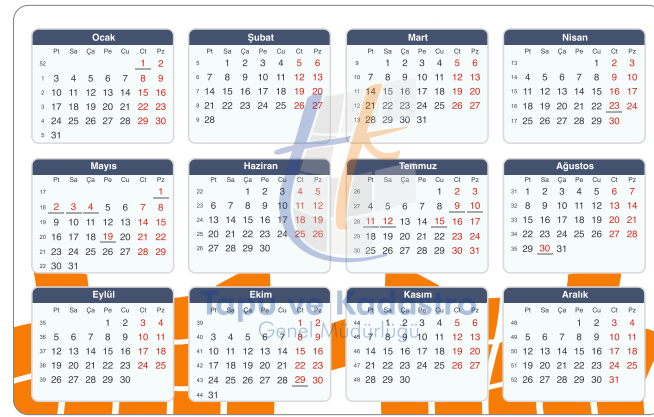 Ocak
Pt Sa Ça Pe Cu Ct Pz
52 1 2
1 3 4 5 6 7 8 9
2 10 11 12 13 14 15 16
3 17 18 19 20 21 22 23
4 24 25 26 27 28 29 30
5 31
Şubat
Pt Sa Ça Pe Cu Ct Pz
5 1 2 3 4 5 6
6 7 8 9 10 11 12 13
7 14 15 16 17 18 19 20
8 21 22 23 24 25 26 27
9 28
Mart
Pt Sa Ça Pe Cu Ct Pz
9 1 2 3 4 5 6
10 7 8 9 10 11 12 13
11 14 15 16 17 18 19 20
12 21 22 23 24 25 26 27
13 28 29 30 31
Nisan
Pt Sa Ça Pe Cu Ct Pz
13 1 2 3
14 4 5 6 7 8 9 10
15 11 12 13 14 15 16 17
16 18 19 20 21 22 23 24
17 25 26 27 28 29 30
Mayıs
Pt Sa Ça Pe Cu Ct Pz
17 1
18 2 3 4 5 6 7 8
19 9 10 11 12 13 14 15
20 16 17 18 19 20 21 22
21 23 24 25 26 27 28 29
22 30 31
Haziran
Pt Sa Ça Pe Cu Ct Pz
22 1 2 3 4 5
23 6 7 8 9 10 11 12
24 13 14 15 16 17 18 19
25 20 21 22 23 24 25 26
26 27 28 29 30
Temmuz
Pt Sa Ça Pe Cu Ct Pz
26 1 2 3
27 4 5 6 7 8 9 10
28 11 12 13 14 15 16 17
29 18 19 20 21 22 23 24
30 25 26 27 28 29 30 31
Ağustos
Pt Sa Ça Pe Cu Ct Pz
31 1 2 3 4 5 6 7
32 8 9 10 11 12 13 14
33 15 16 17 18 19 20 21
34 22 23 24 25 26 27 28
35 29 30 31
Eylül
Pt Sa Ça Pe Cu Ct Pz
35 1 2 3 4
36 5 6 7 8 9 10 11
37 12 13 14 15 16 17 18
38 19 20 21 22 23 24 25
39 26 27 28 29 30
Ekim
Pt Sa Ça Pe Cu Ct Pz
39 1 2
40 3 4 5 6 7 8 9
41 10 11 12 13 14 15 16
42 17 18 19 20 21 22 23
43 24 25 26 27 28 29 30
44 31
Kasım
Pt Sa Ça Pe Cu Ct Pz
44 1 2 3 4 5 6
45 7 8 9 10 11 12 13
46 14 15 16 17 18 19 20
47 21 22 23 24 25 26 27
48 28 29 30
Aralık
Pt Sa Ça Pe Cu Ct Pz
48 1 2 3 4
49 5 6 7 8 9 10 11
50 12 13 14 15 16 17 18
51 19 20 21 22 23 24 25
52 26 27 28 29 30 31
Tapu ve Kadastro
Genel Müdürlüğü